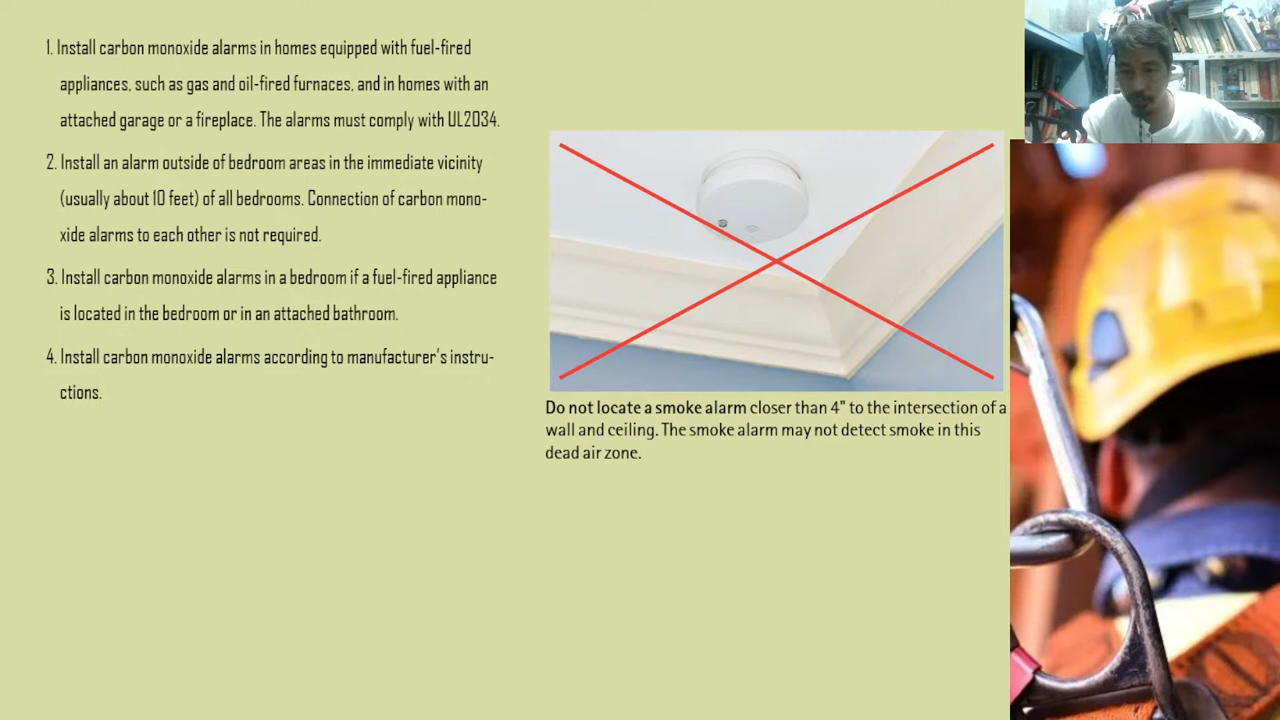 1. Install carbon monoxide alarms in homes equipped with fuel-fired
appliances, such as gas and oil-fired furnaces, and in homes with an
attached garage or a fireplace. The alarms must comply with UL2034.
2. Install an alarm outside of bedroom areas in the immediate vicinity
(usually about 10 feet) of all bedrooms. Connection of carbon mono-
xide alarms to each other is not required.
3. Install carbon monoxide alarms in a bedroom if a fuel-fired appliance
is located in the bedroom or in an attached bathroom.
4. Install carbon monoxide alarms according to manufacturer's instru-
ctions.
Do not locate a smoke alarm closer than 4" to the intersection of a
wall and ceiling. The smoke alarm may not detect smoke in this
dead air zone.